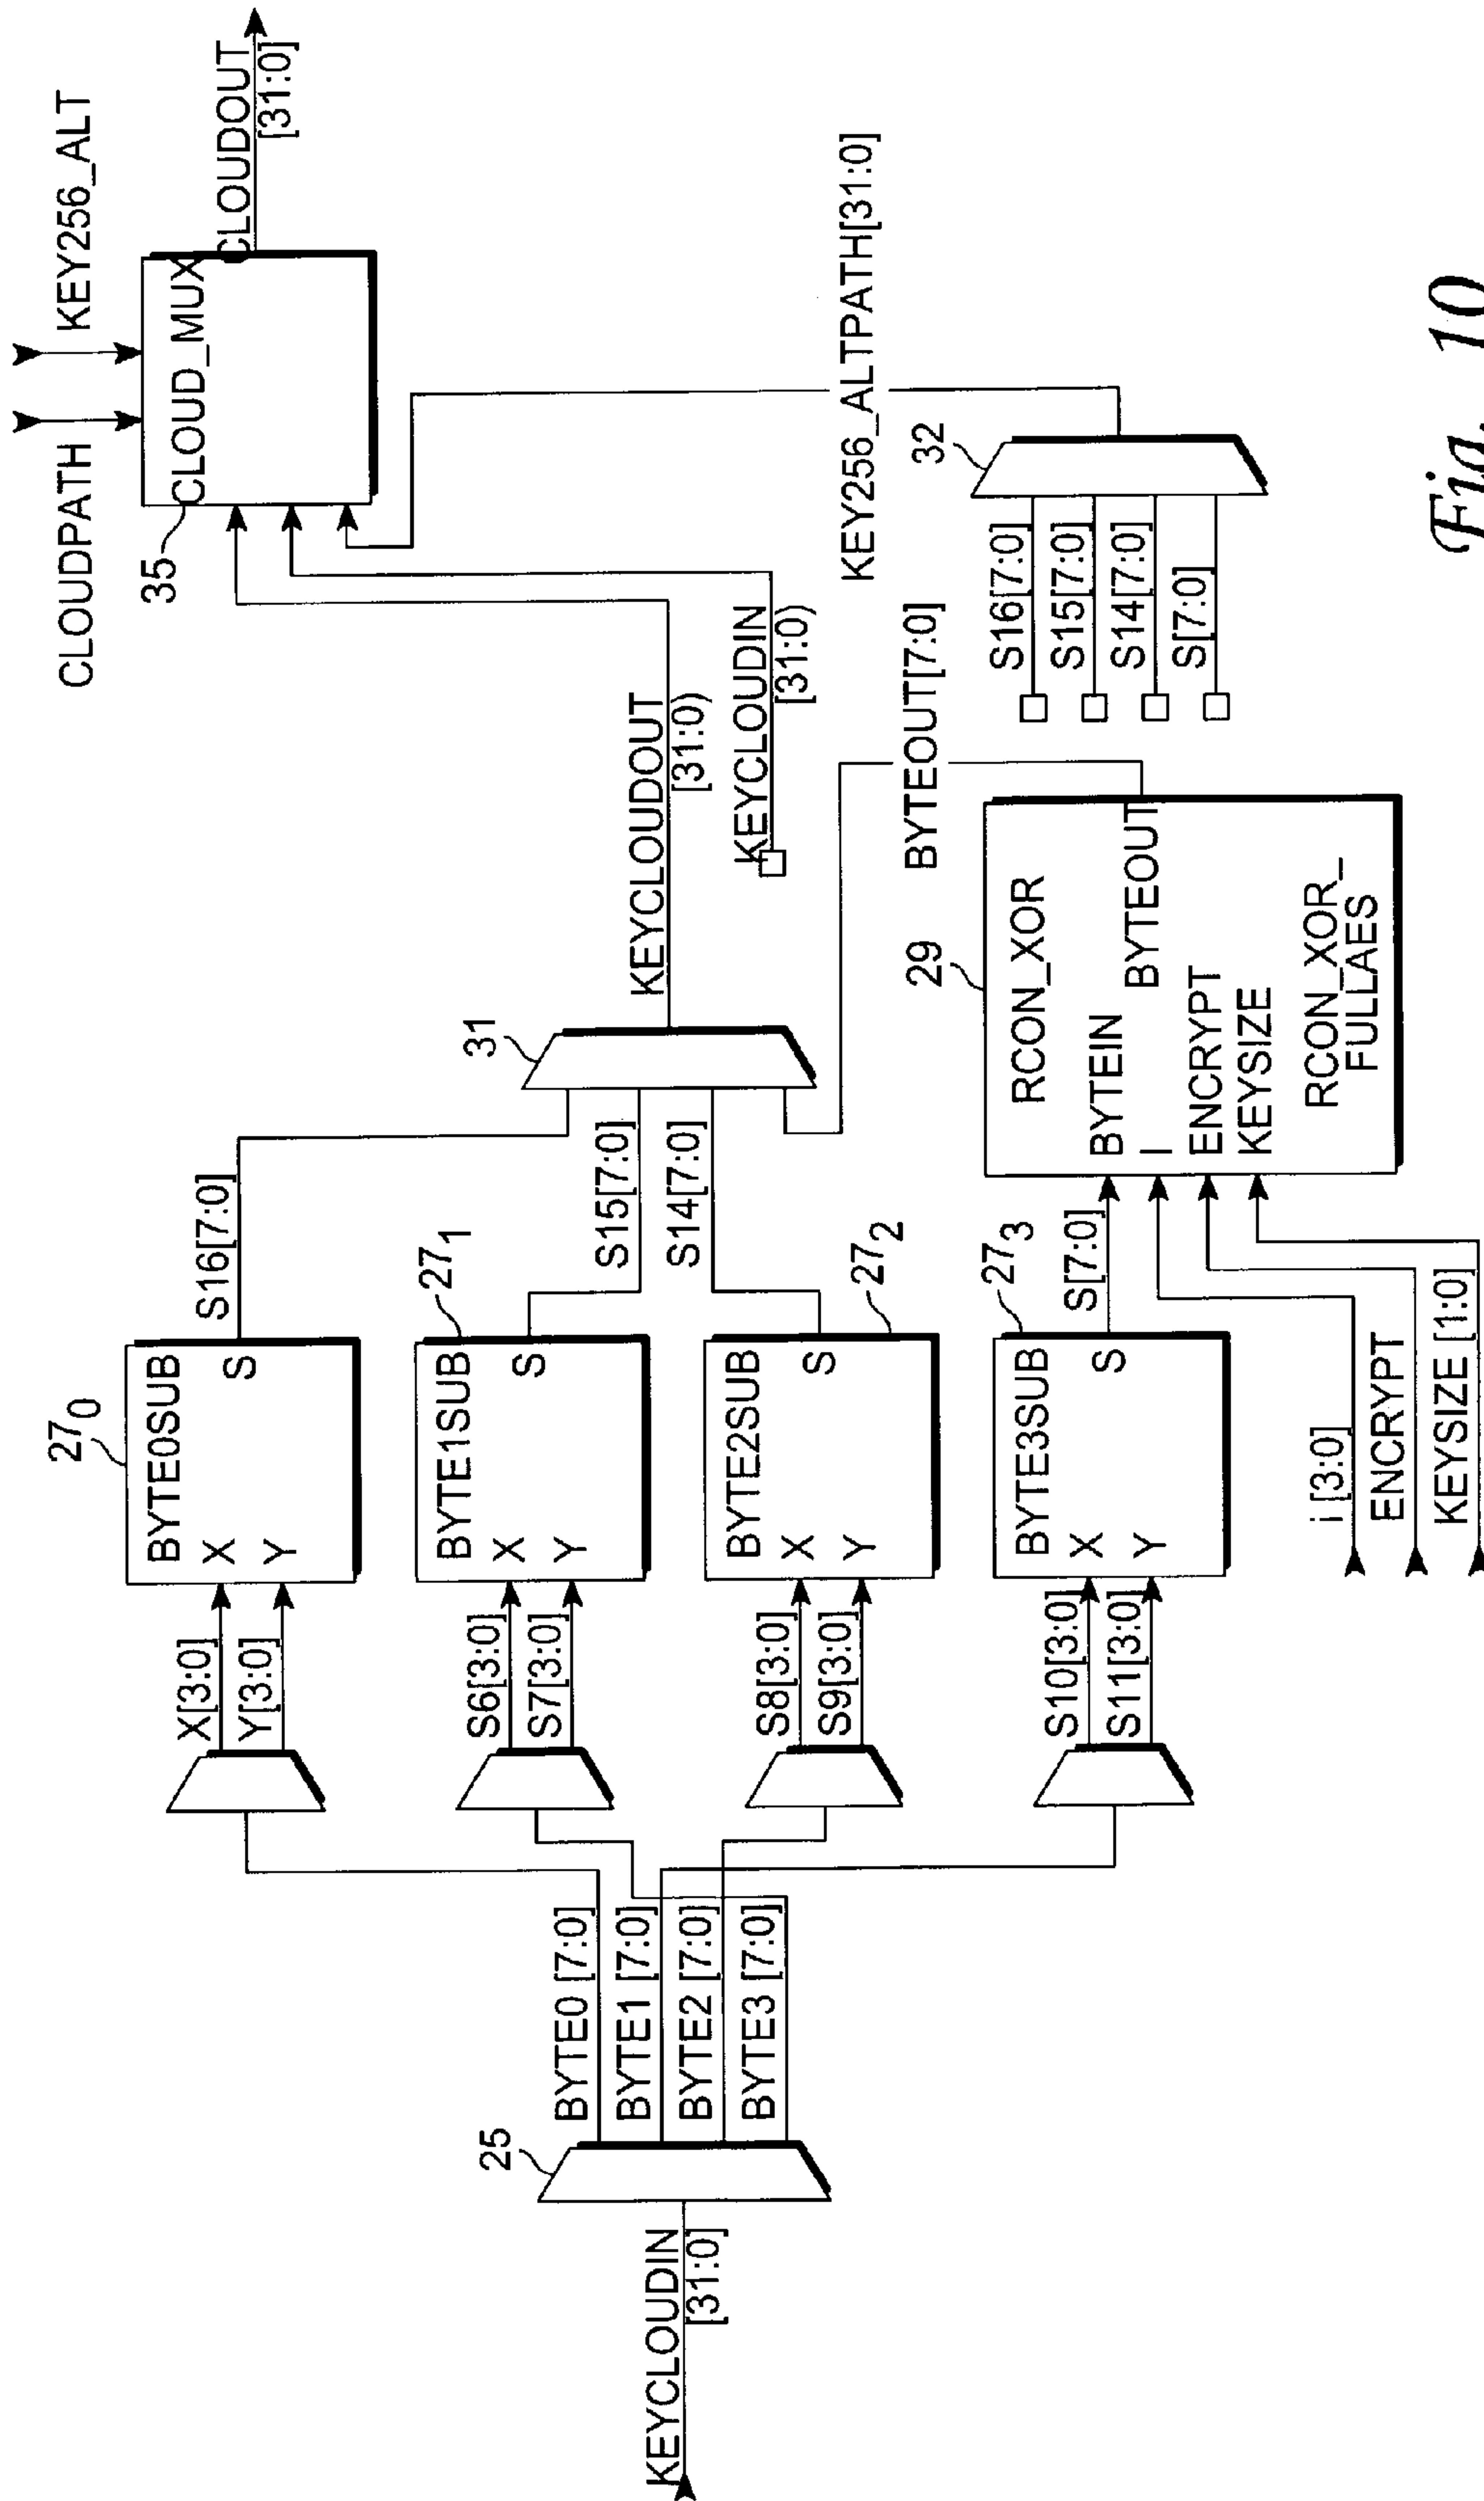 KEYCLOUDIN
[31:0]
25
BYTE0 [7:0]
BYTE1 [7:0]
BYTE2 [7:0]
BYTE3 [7:0]
X[3:0]
Y[3:0]
S6[3:0]
S7[3:0]
S8[3:0]
S9[3:0]
S10[3:0]
S11[3:0]
27 0
BYTE0SUB
X
Y
S
27 1
BYTE1SUB
X
Y
S
27 2
BYTE2SUB
X
Y
S
27 3
BYTE3SUB
X
Y
S
i [3:0]
ENCRYPT
KEYSIZE [1:0]
S16[7:0]
S15[7:0]
S14[7:0]
S[7:0]
31
29
RCON_XOR
BYTEIN
I
ENCRYPT
KEYSIZE
BYTEOUT
RCON_XOR_
FULLAES
KEYCLOUDOUT
[31:0)
KEYCLOUDIN
[31:0)
BYTEOUT[7:0]
S16[7:0]
S15[7:0]
S14[7:0]
S[7:0]
32
KEY256_ALTPATH[31:0]
35
CLOUDPATH
KEY256_ALT
CLOUD_MUX
CLOUDOUT
CLOUDOUT
[31:0]
Fig. 10